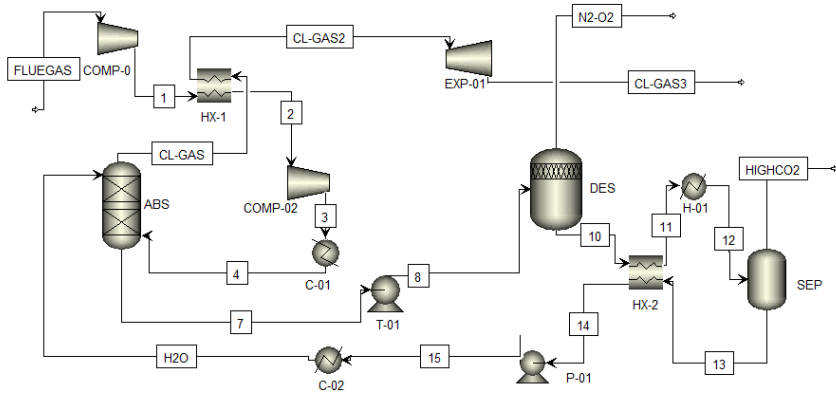 N2-O2
CL-GAS2
FLUEGAS
COMP-0
EXP-01
CL-GAS3
1
HX-1
2
CL-GAS
HIGHCO2
ABS
DES
H-01
COMP-02
3
10
11
12
4
C-01
8
SEP
HX-2
7
T-01
14
H2O
15
13
C-02
P-01